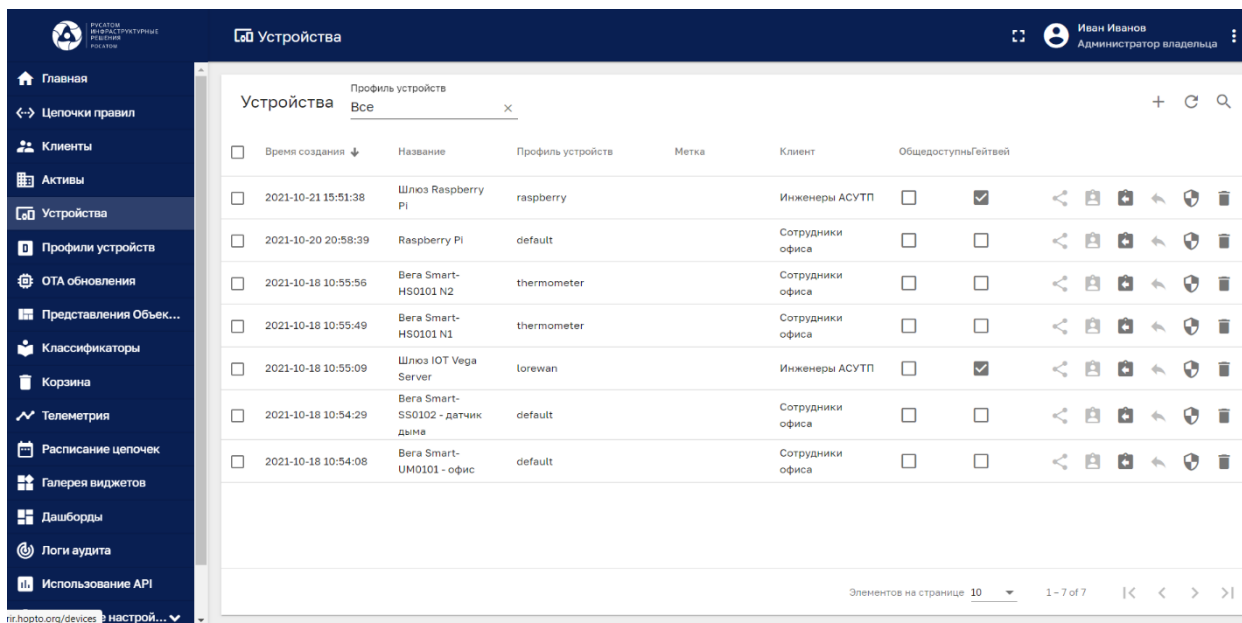 РУСАТОМ
ИНФРАСТРУКТУРНЫЕ
РЕШЕНИЯ
РОСАТОМ
Устройства
Иван Иванов
Администратор владельца
Главная
Цепочки правил
Клиенты
Активы
Устройства
Профили устройств
ОТА обновления
Представления Объек...
Классификаторы
Корзина
Телеметрия
Расписание цепочек
Галерея виджетов
Дашборды
Логи аудита
Использование API
е настрой...
rir.hopto.org/devices
Устройства
Профиль устройств
Все
Время создания Название Профиль устройств Метка Клиент Общедоступнь Гейтвей
2021-10-21 15:51:38 Шлюз Raspberry Pi raspberry Инженеры АСУТП
2021-10-20 20:58:39 Raspberry Pi default Сотрудники офиса
2021-10-18 10:55:56 Вега Smart-HS0101 N2 thermometer Сотрудники офиса
2021-10-18 10:55:49 Вега Smart-HS0101 N1 thermometer Сотрудники офиса
2021-10-18 10:55:09 Шлюз IOT Vega Server lorewan Инженеры АСУТП
2021-10-18 10:54:29 Вега Smart-SS0102 - датчик дыма default Сотрудники офиса
2021-10-18 10:54:08 Вега Smart-UM0101 - офис default Сотрудники офиса
Элементов на странице 10 1 – 7 of 7